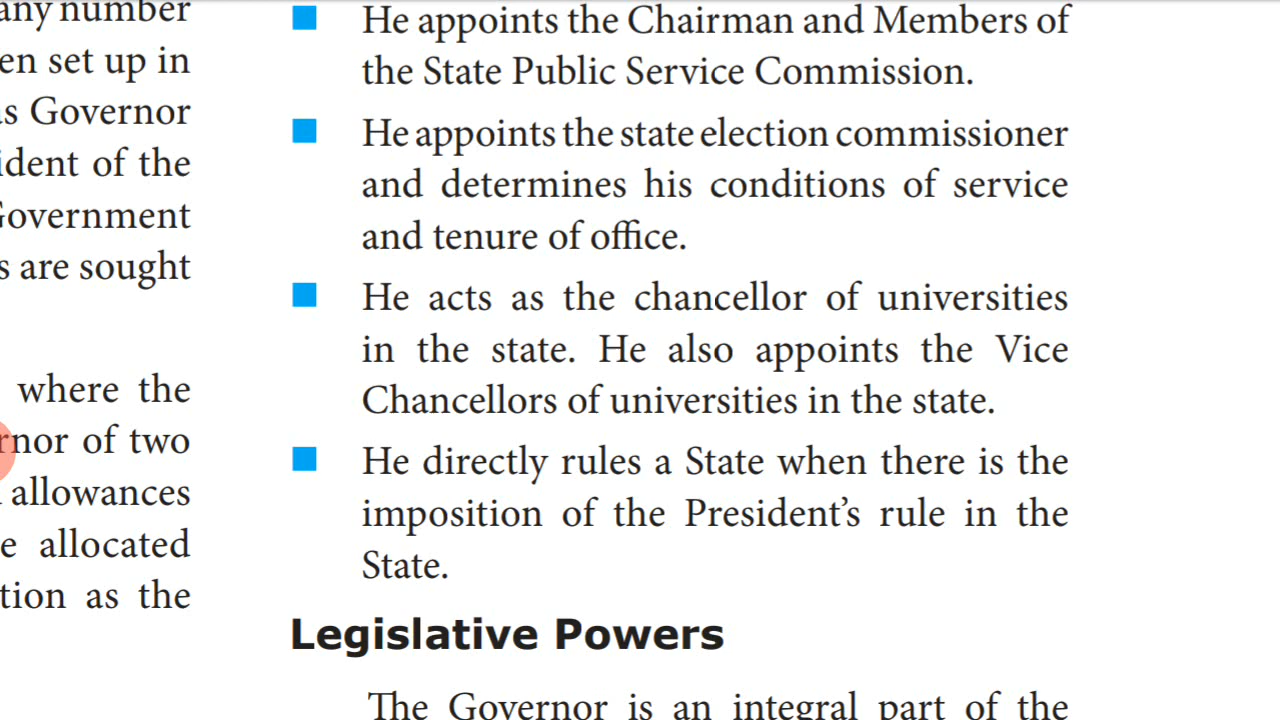 any number
en set up in
as Governor
ident of the
Government
s are sought
where the
rnor of two
allowances
e allocated
tion as the
He appoints the Chairman and Members of
the State Public Service Commission.
He appoints the state election commissioner
and determines his conditions of service
and tenure of office.
He acts as the chancellor of universities
in the state. He also appoints the Vice
Chancellors of universities in the state.
He directly rules a State when there is the
imposition of the President’s rule in the
State.
Legislative Powers
The Governor is an integral part of the